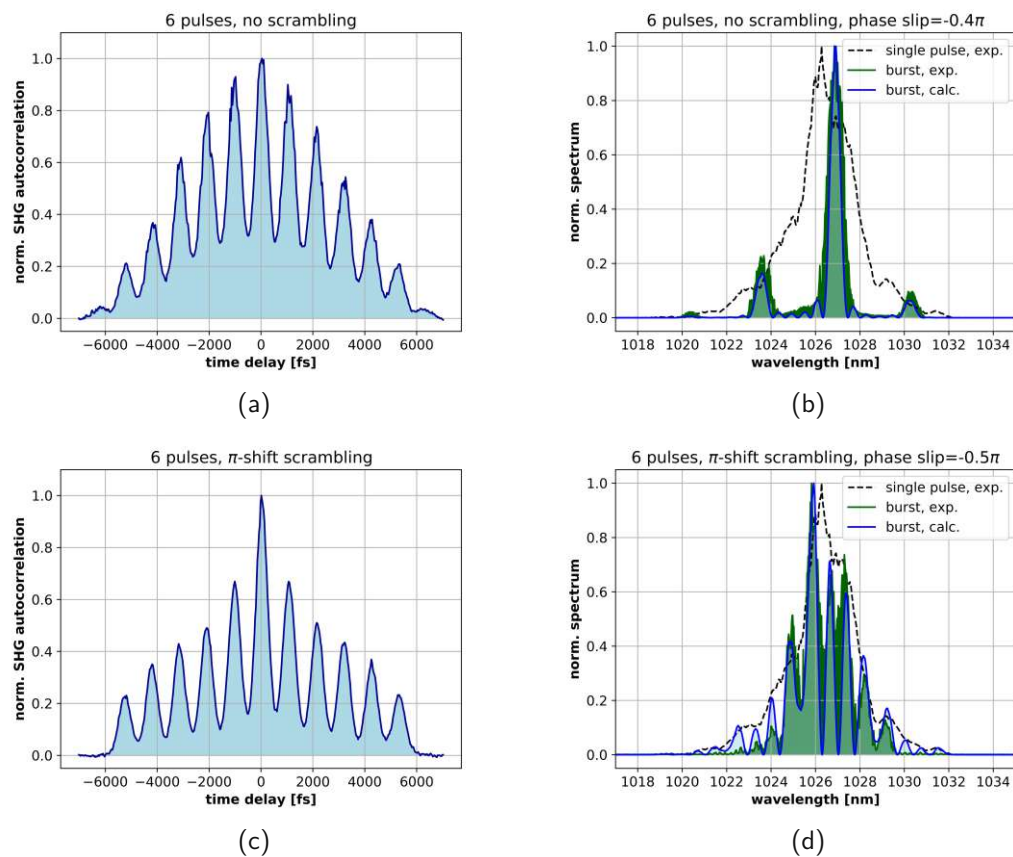 6 pulses, no scrambling
norm. SHG autocorrelation
1.0
0.8
0.6
0.4
0.2
0.0
−6000 −4000 −2000 0 2000 4000 6000
time delay [fs]
(a)
6 pulses, no scrambling, phase slip=-0.4π
single pulse, exp.
burst, exp.
burst, calc.
norm. spectrum
1.0
0.8
0.6
0.4
0.2
0.0
1018 1020 1022 1024 1026 1028 1030 1032 1034
wavelength [nm]
(b)
6 pulses, π-shift scrambling
norm. SHG autocorrelation
1.0
0.8
0.6
0.4
0.2
0.0
−6000 −4000 −2000 0 2000 4000 6000
time delay [fs]
(c)
6 pulses, π-shift scrambling, phase slip=-0.5π
single pulse, exp.
burst, exp.
burst, calc.
norm. spectrum
1.0
0.8
0.6
0.4
0.2
0.0
1018 1020 1022 1024 1026 1028 1030 1032 1034
wavelength [nm]
(d)